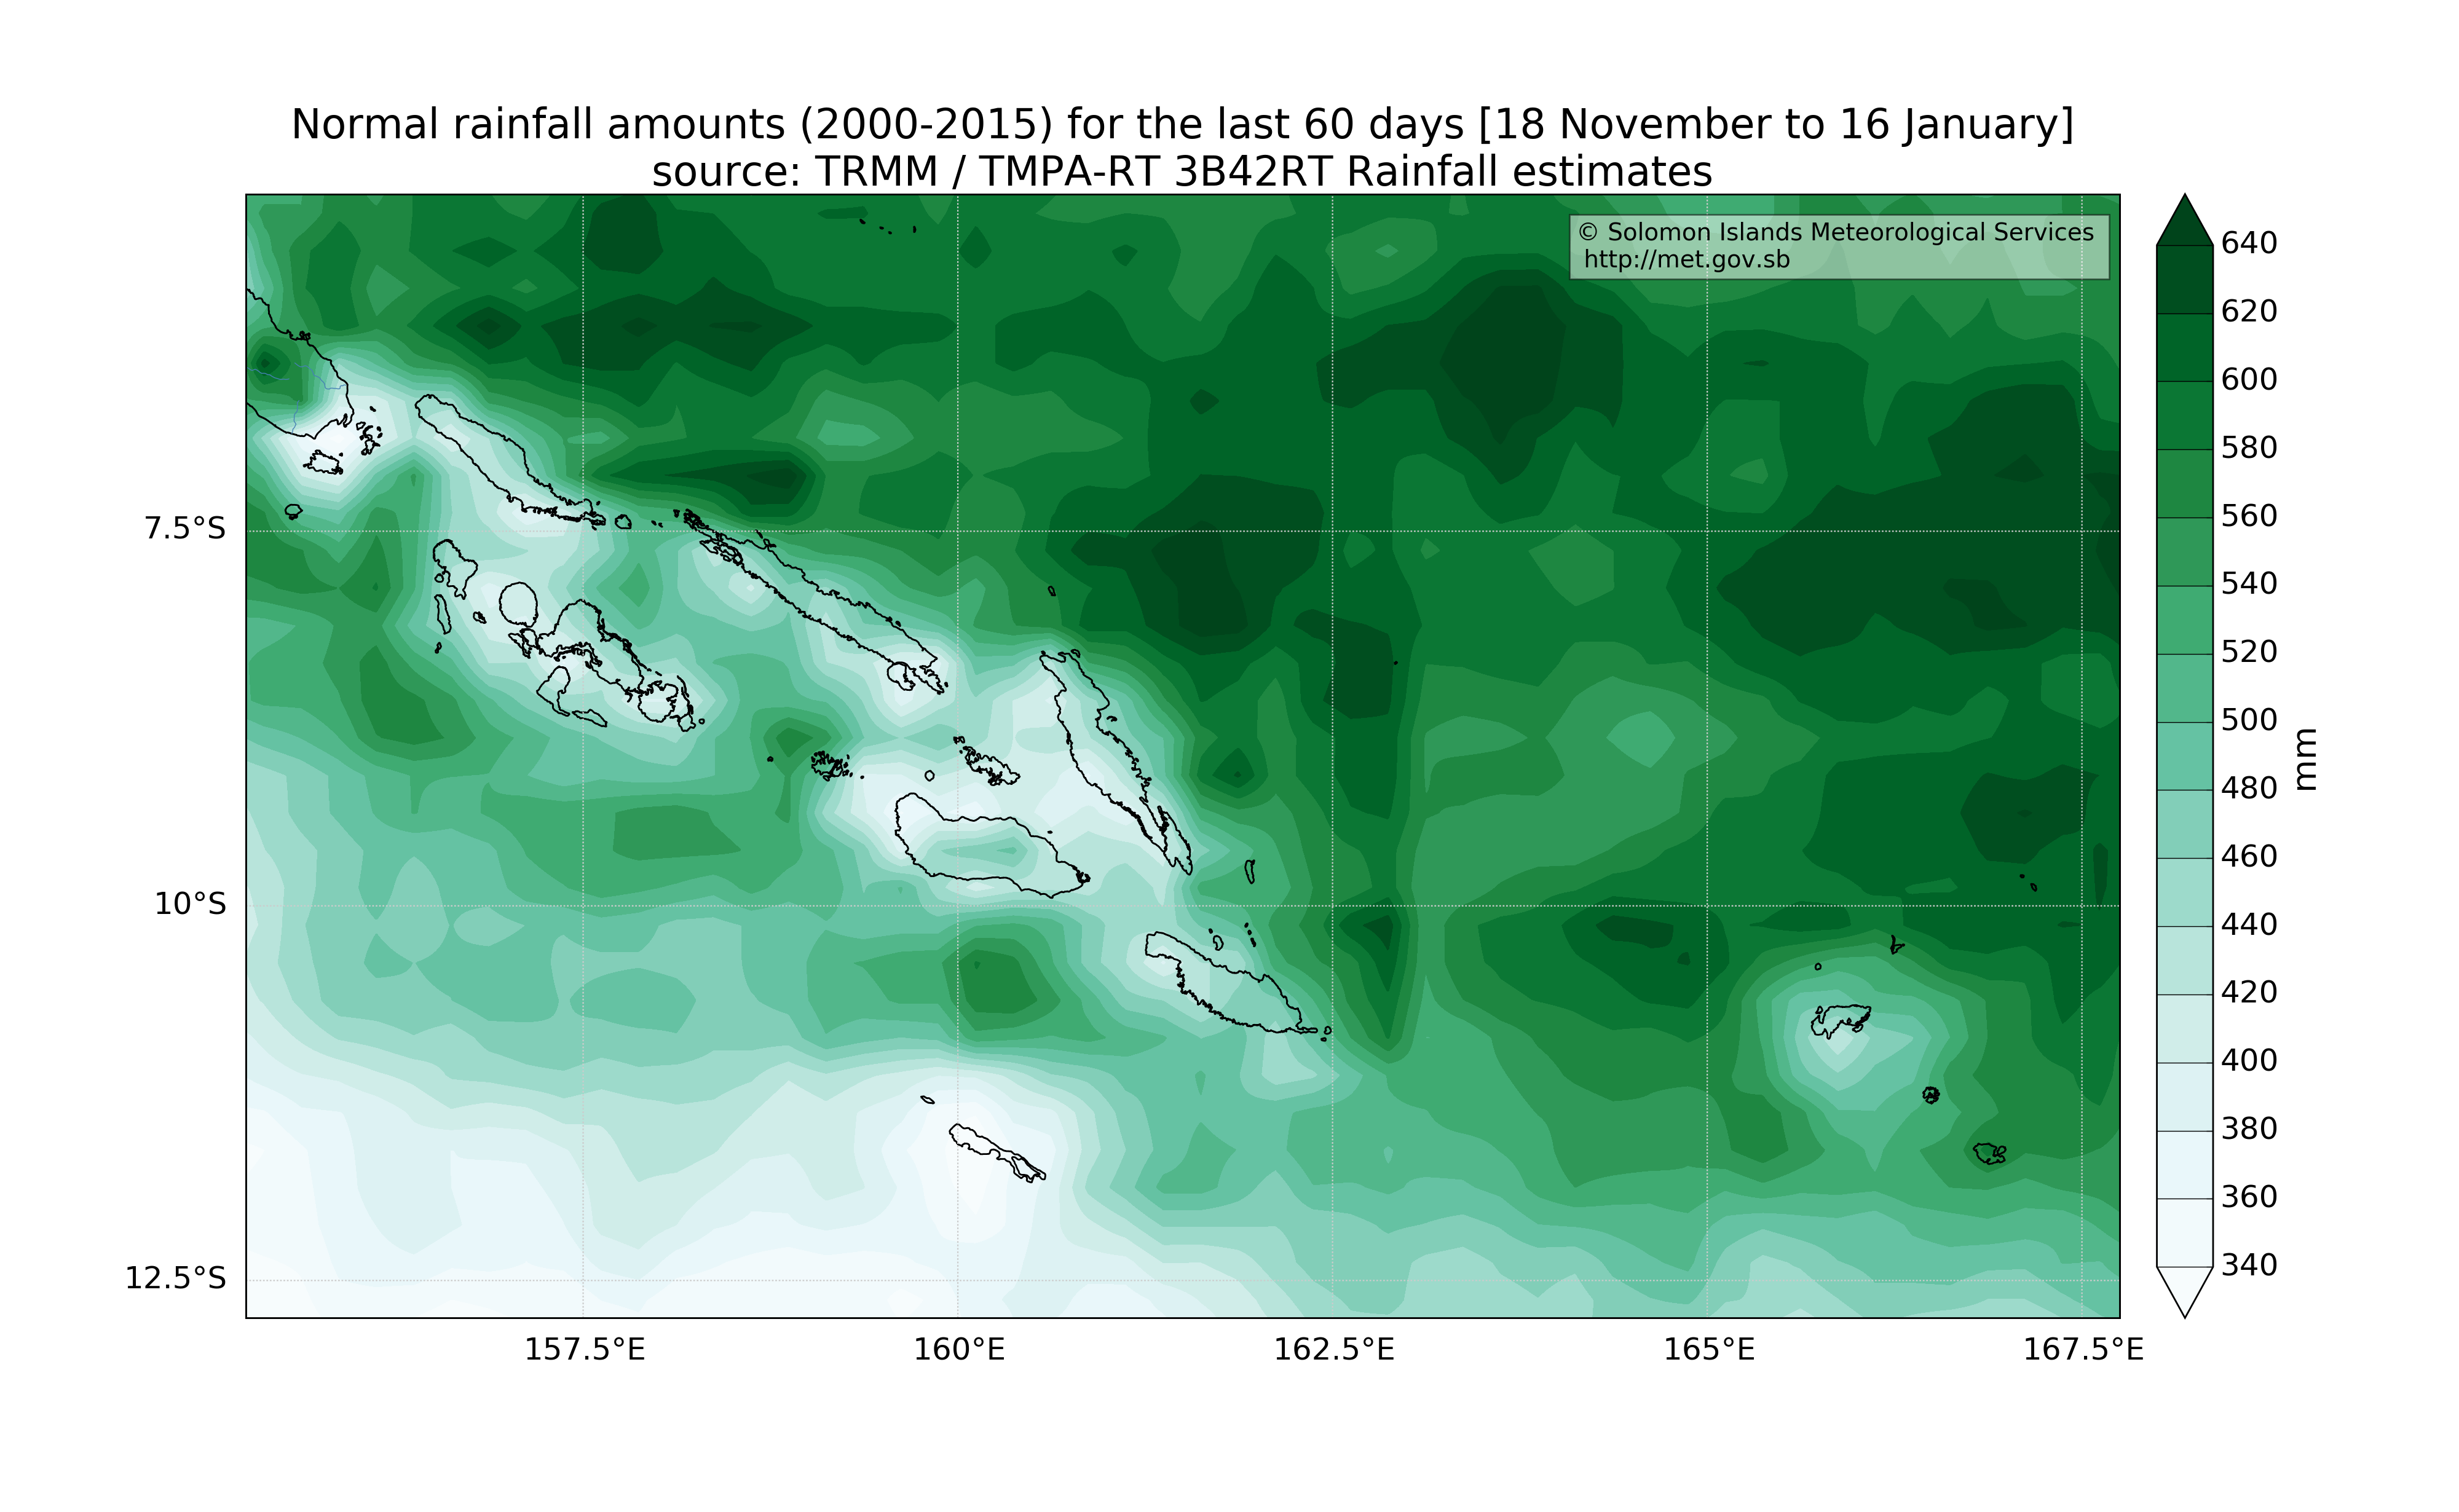 Normal rainfall amounts (2000-2015) for the last 60 days [18 November to 16 January]
source: TRMM / TMPA-RT 3B42RT Rainfall estimates
© Solomon Islands Meteorological Services
http://met.gov.sb
7.5°S
10°S
12.5°S
157.5°E
160°E
162.5°E
165°E
167.5°E
640
620
600
580
560
540
520
500
480
460
440
420
400
380
360
340
mm